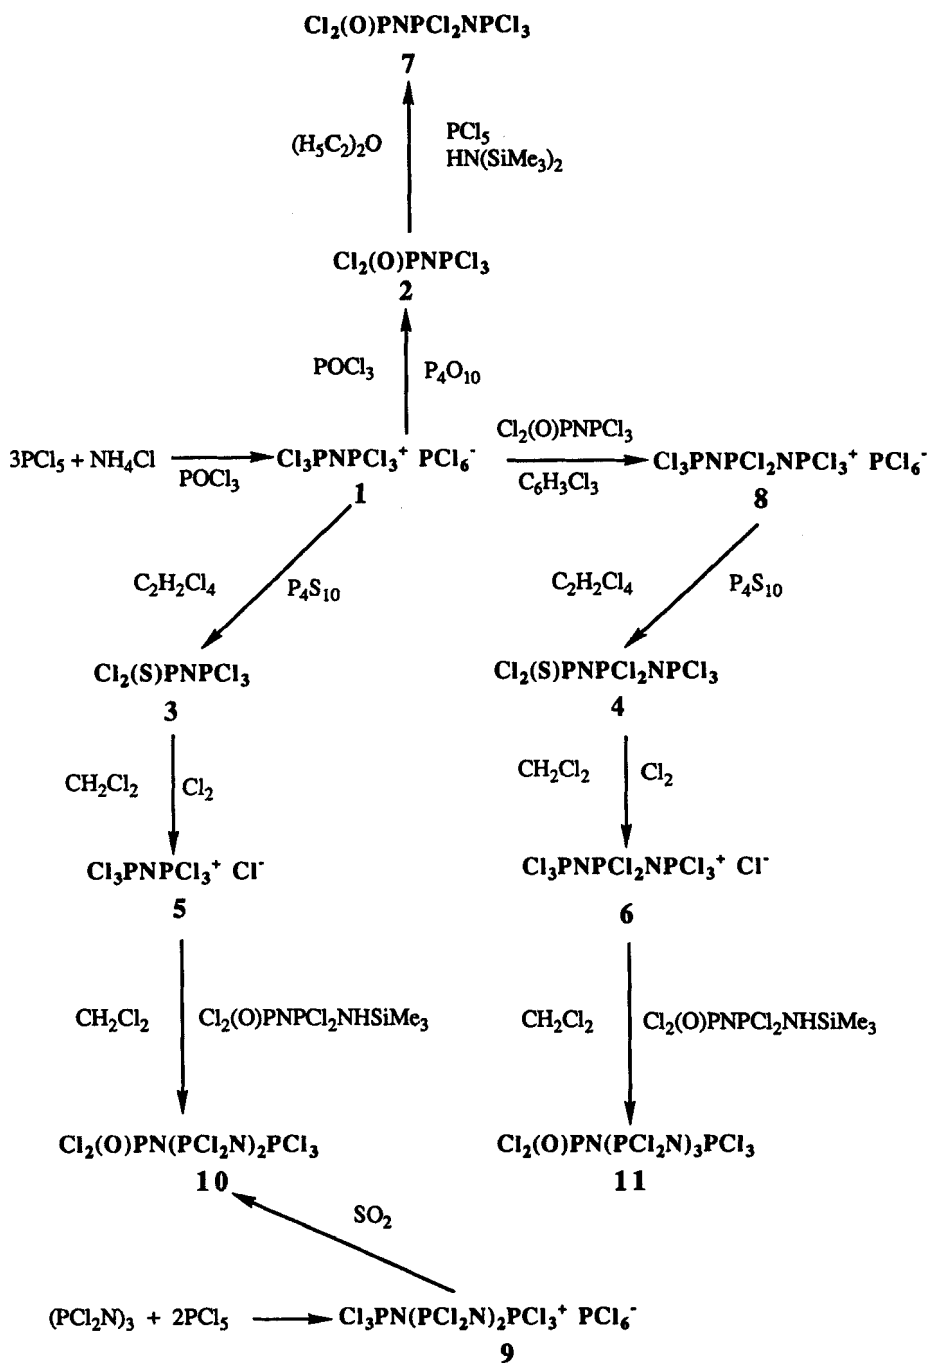 Cl₂(O)PNPCl₂NPCl₃
7
(H₅C₂)₂O
PCl₅
HN(SiMe₃)₂
Cl₂(O)PNPCl₃
2
POCl₃ P₄O₁₀
3PCl₅ + NH₄Cl
POCl₃
Cl₃PNPCl₃⁺ PCl₆⁻
1
Cl₂(O)PNPCl₃
C₆H₃Cl₃
Cl₃PNPCl₂NPCl₃⁺ PCl₆⁻
8
C₂H₂Cl₄ P₄S₁₀
C₂H₂Cl₄ P₄S₁₀
Cl₂(S)PNPCl₃
3
Cl₂(S)PNPCl₂NPCl₃
4
CH₂Cl₂ Cl₂
CH₂Cl₂ Cl₂
Cl₃PNPCl₃⁺ Cl⁻
5
Cl₃PNPCl₂NPCl₃⁺ Cl⁻
6
CH₂Cl₂ Cl₂(O)PNPCl₂NHSiMe₃
CH₂Cl₂ Cl₂(O)PNPCl₂NHSiMe₃
Cl₂(O)PN(PCl₂N)₂PCl₃
10
Cl₂(O)PN(PCl₂N)₃PCl₃
11
SO₂
(PCl₂N)₃ + 2PCl₅
Cl₃PN(PCl₂N)₂PCl₃⁺ PCl₆⁻
9